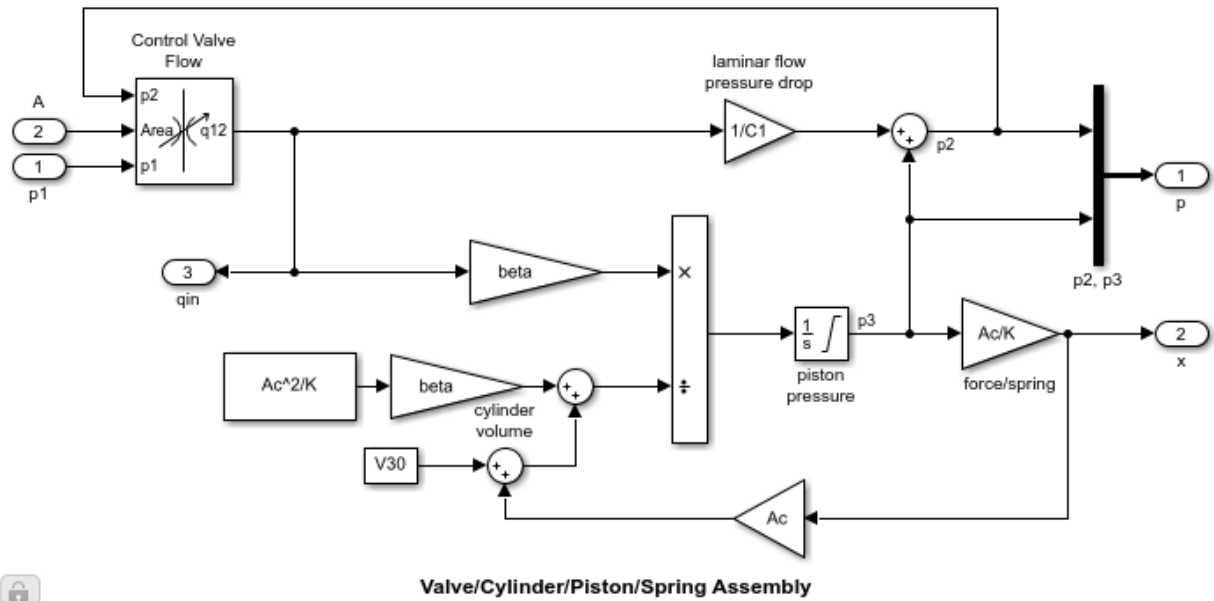 Control Valve
Flow
laminar flow
pressure drop
A
2
1
p1
p2
Area
q12
p1
1/C1
p2
1
p
p2, p3
3
qin
beta
×
÷
1
s
p3
piston
pressure
Ac/K
force/spring
2
x
Ac^2/K
beta
cylinder
volume
V30
Ac
Valve/Cylinder/Piston/Spring Assembly